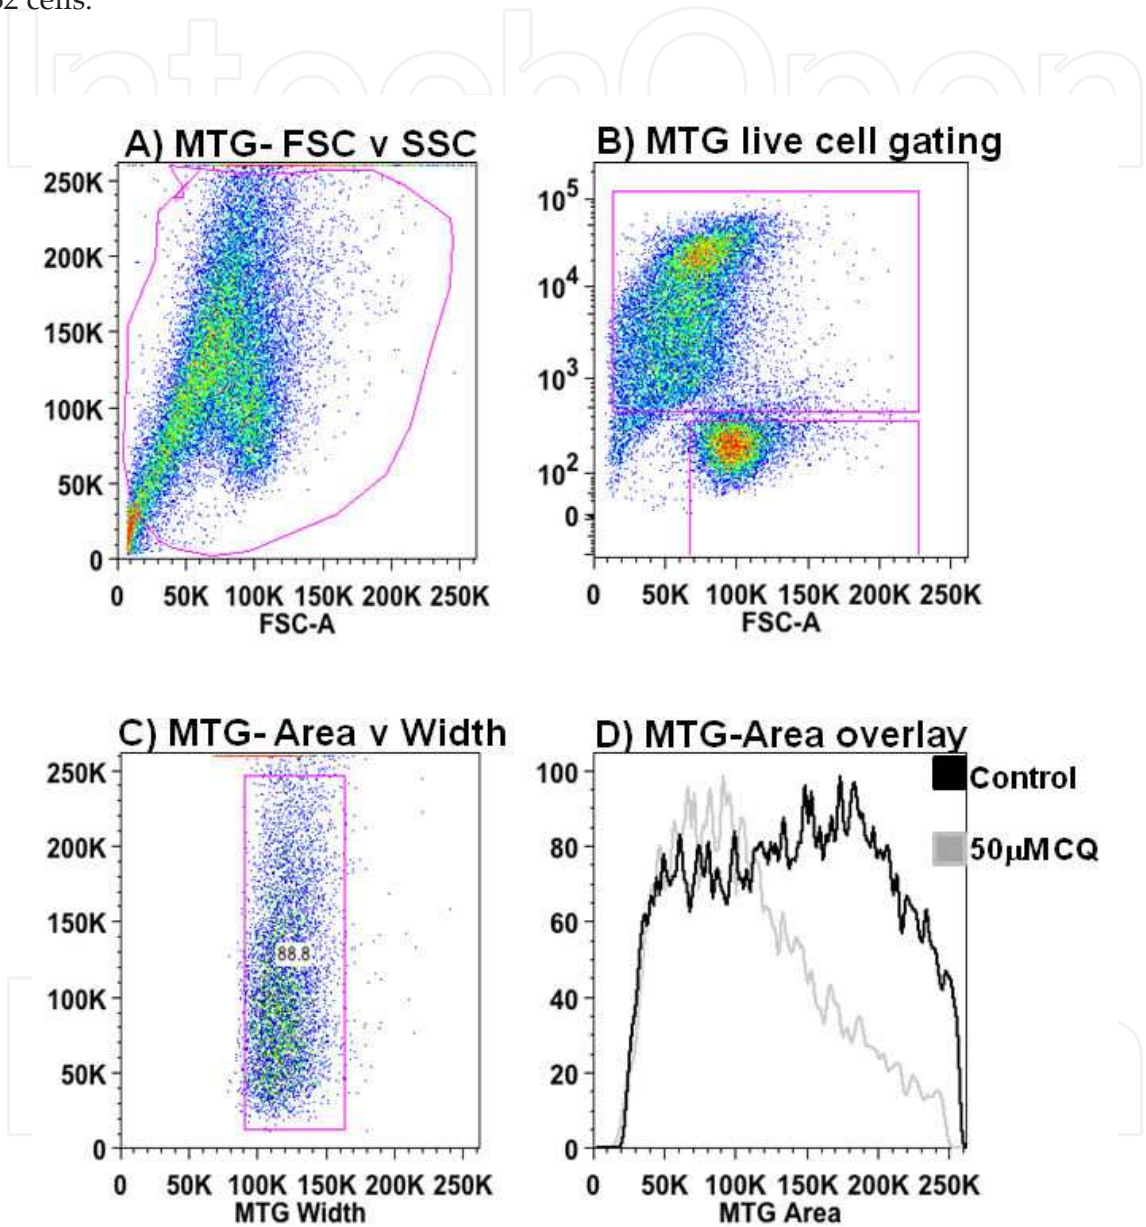 62 cells.
IntechOpen
A) MTG- FSC v SSC
250K
200K
150K
100K
50K
0
0 50K 100K 150K 200K 250K
FSC-A
B) MTG live cell gating
10^5
10^4
10^3
10^2
0
0 50K 100K 150K 200K 250K
FSC-A
C) MTG- Area v Width
250K
200K
150K
100K
50K
0
88.8
0 50K 100K 150K 200K 250K
MTG Width
D) MTG-Area overlay
100
80
60
40
20
0
Control
50µMCQ
0 50K 100K 150K 200K 250K
MTG Area